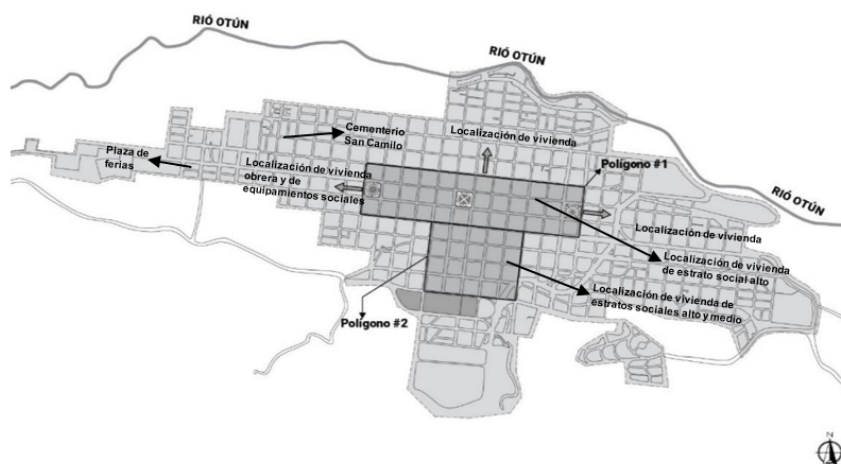 RIÓ OTÚN
RIÓ OTÚN
Cementerio
San Camilo
Localización de vivienda
Plaza de
ferias
Localización de vivienda
obrera y de
equipamientos sociales
Polígono #1
RIÓ OTÚN
Localización de vivienda
Localización de vivienda
de estrato social alto
Localización de vivienda de
estratos sociales alto y medio
Polígono #2
N